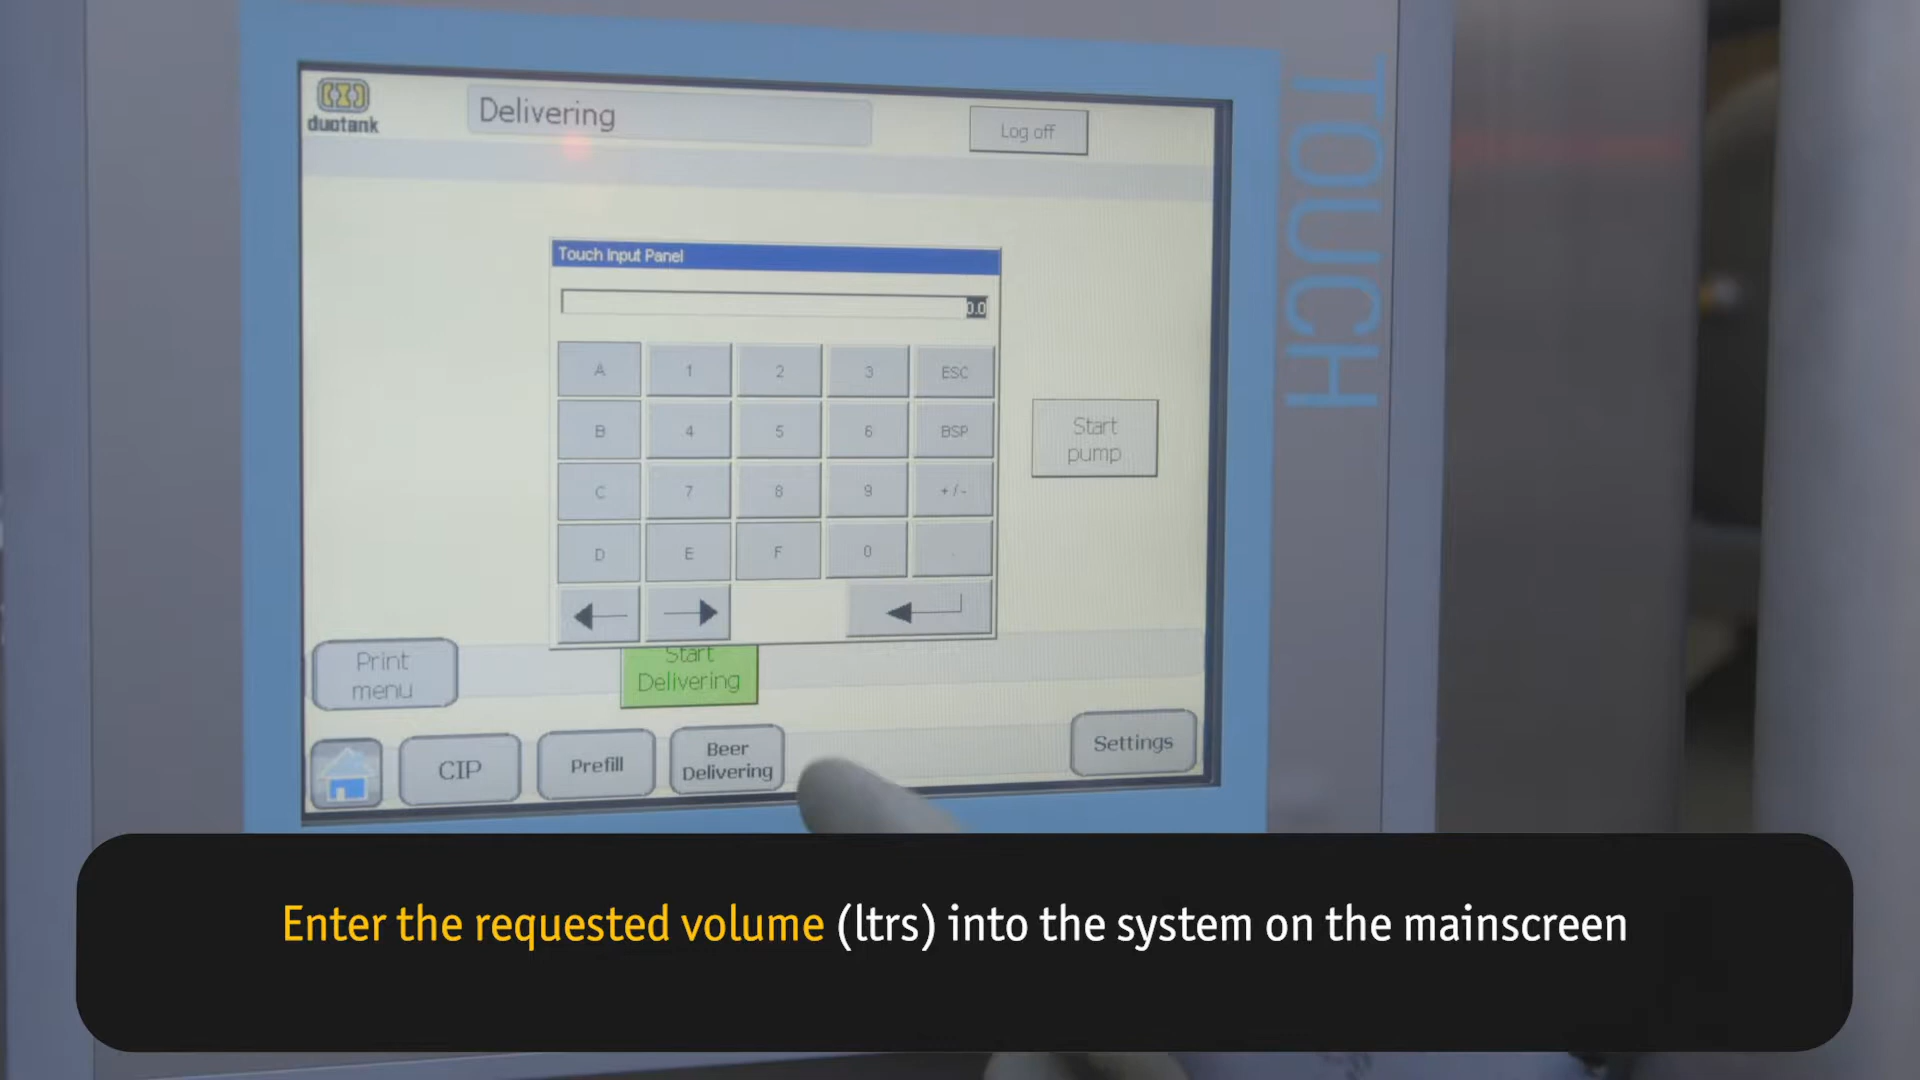 duotank
Delivering
Log off
TOUCH
Touch Input Panel
0.0
A 1 2 3 ESC
B 4 5 6 BSP
C 7 8 9 +/-
D E F 0 .
Start
pump
Print
menu
Start
Delivering
CIP
Prefill
Beer
Delivering
Settings
Enter the requested volume (ltrs) into the system on the mainscreen